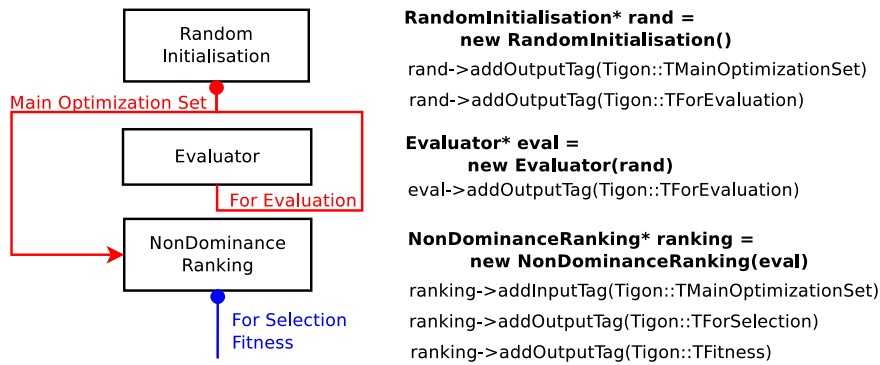 Random
Initialisation
Main Optimization Set
Evaluator
For Evaluation
NonDominance
Ranking
For Selection
Fitness
RandomInitialisation* rand =
new RandomInitialisation()
rand->addOutputTag(Tigon::TMainOptimizationSet)
rand->addOutputTag(Tigon::TForEvaluation)
Evaluator* eval =
new Evaluator(rand)
eval->addOutputTag(Tigon::TForEvaluation)
NonDominanceRanking* ranking =
new NonDominanceRanking(eval)
ranking->addInputTag(Tigon::TMainOptimizationSet)
ranking->addOutputTag(Tigon::TForSelection)
ranking->addOutputTag(Tigon::TFitness)